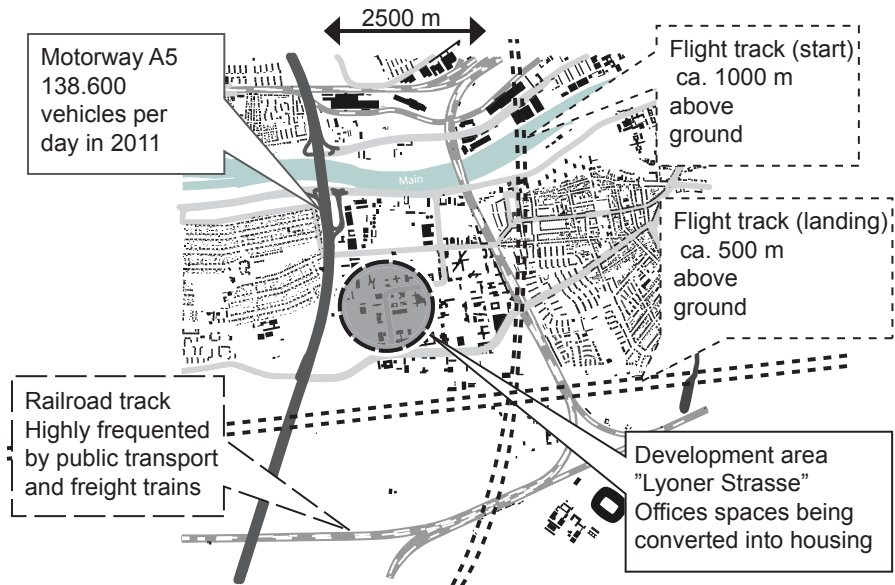 2500 m
Motorway A5
138.600
vehicles per
day in 2011
Flight track (start)
ca. 1000 m
above
ground
Main
Flight track (landing)
ca. 500 m
above
ground
Railroad track
Highly frequented
by public transport
and freight trains
Development area
"Lyoner Strasse"
Offices spaces being
converted into housing